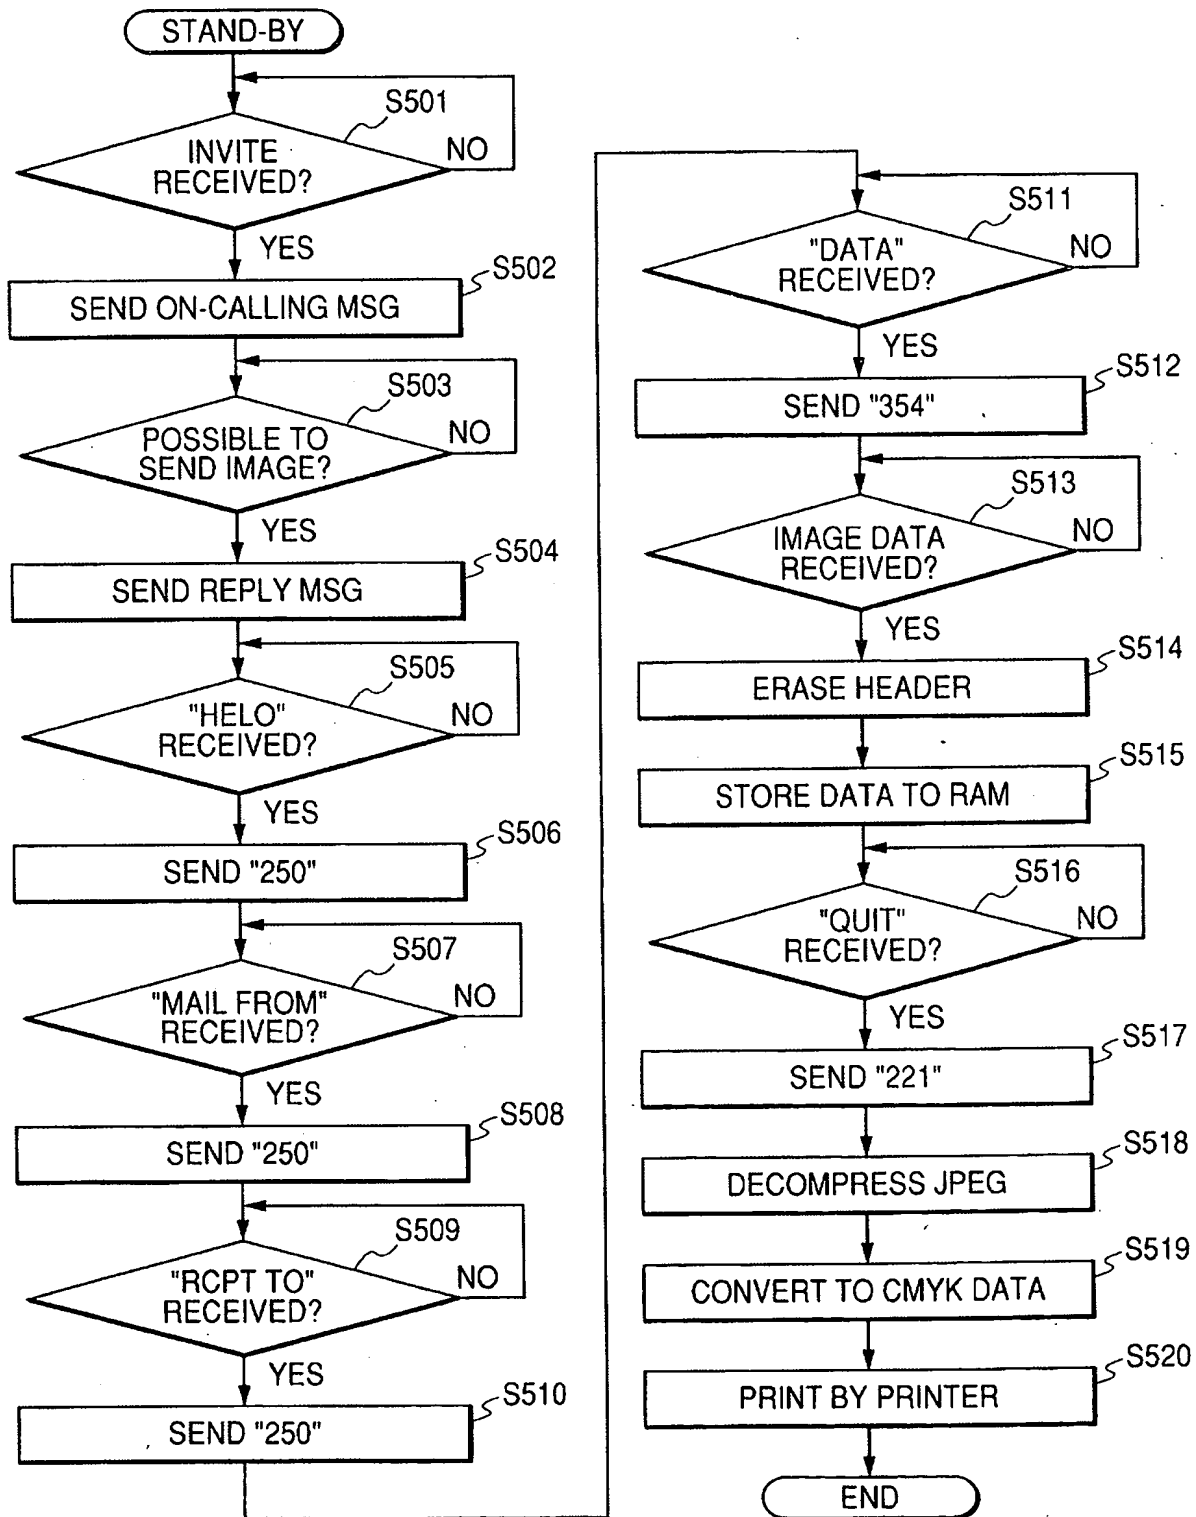 STAND-BY
S501
INVITE
RECEIVED?
NO
YES
S502
SEND ON-CALLING MSG
S503
POSSIBLE TO
SEND IMAGE?
NO
YES
S504
SEND REPLY MSG
S505
"HELO"
RECEIVED?
NO
YES
S506
SEND "250"
S507
"MAIL FROM"
RECEIVED?
NO
YES
S508
SEND "250"
S509
"RCPT TO"
RECEIVED?
NO
YES
S510
SEND "250"
S511
"DATA"
RECEIVED?
NO
YES
S512
SEND "354"
S513
IMAGE DATA
RECEIVED?
NO
YES
S514
ERASE HEADER
S515
STORE DATA TO RAM
S516
"QUIT"
RECEIVED?
NO
YES
S517
SEND "221"
S518
DECOMPRESS JPEG
S519
CONVERT TO CMYK DATA
S520
PRINT BY PRINTER
END